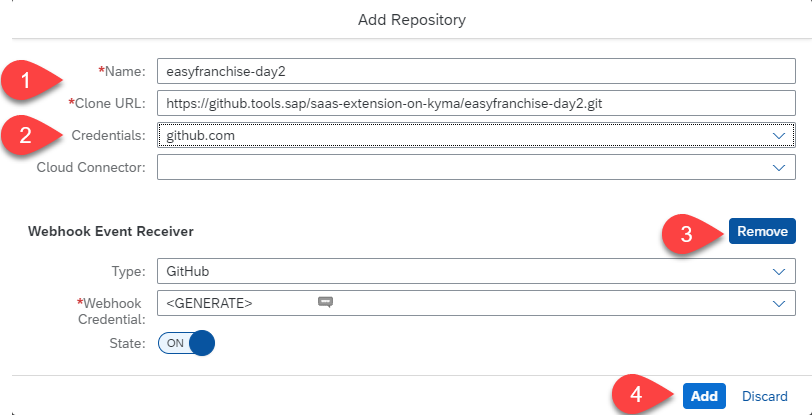 Add Repository
1
*Name: easyfranchise-day2
*Clone URL: https://github.tools.sap/saas-extension-on-kyma/easyfranchise-day2.git
2
Credentials: github.com
Cloud Connector:
Webhook Event Receiver
3
Remove
Type: GitHub
*Webhook Credential: <GENERATE>
State: ON
4
Add Discard